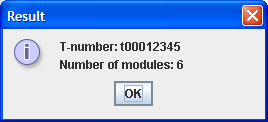 Result
T-number: t00012345
Number of modules: 6
OK